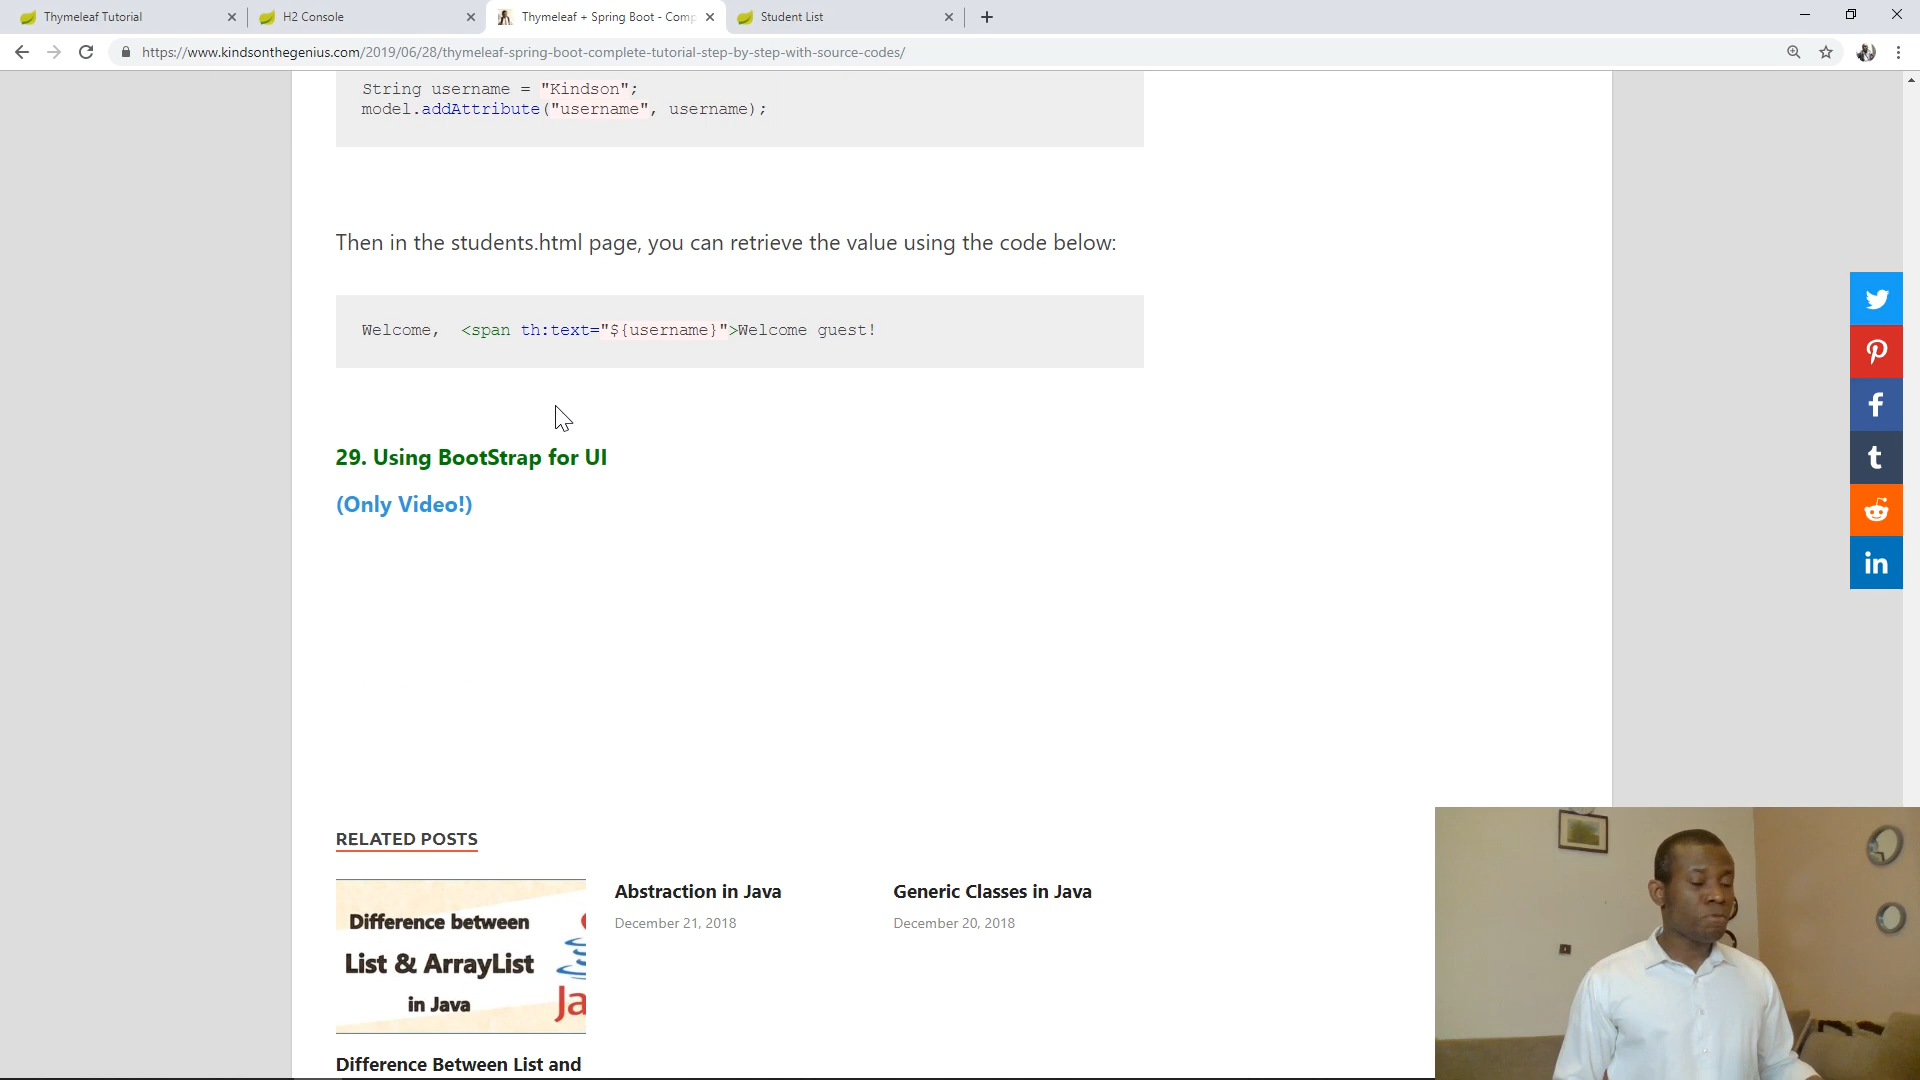 Thymeleaf Tutorial
H2 Console
Thymeleaf + Spring Boot - Comp
Student List
https://www.kindsonthegenius.com/2019/06/28/thymeleaf-spring-boot-complete-tutorial-step-by-step-with-source-codes/
String username = "Kindson";
model.addAttribute("username", username);
Then in the students.html page, you can retrieve the value using the code below:
Welcome,  <span th:text="${username}">Welcome guest!
29. Using BootStrap for UI
(Only Video!)
RELATED POSTS
Difference between
List & ArrayList
in Java
Ja
Difference Between List and
Abstraction in Java
December 21, 2018
Generic Classes in Java
December 20, 2018